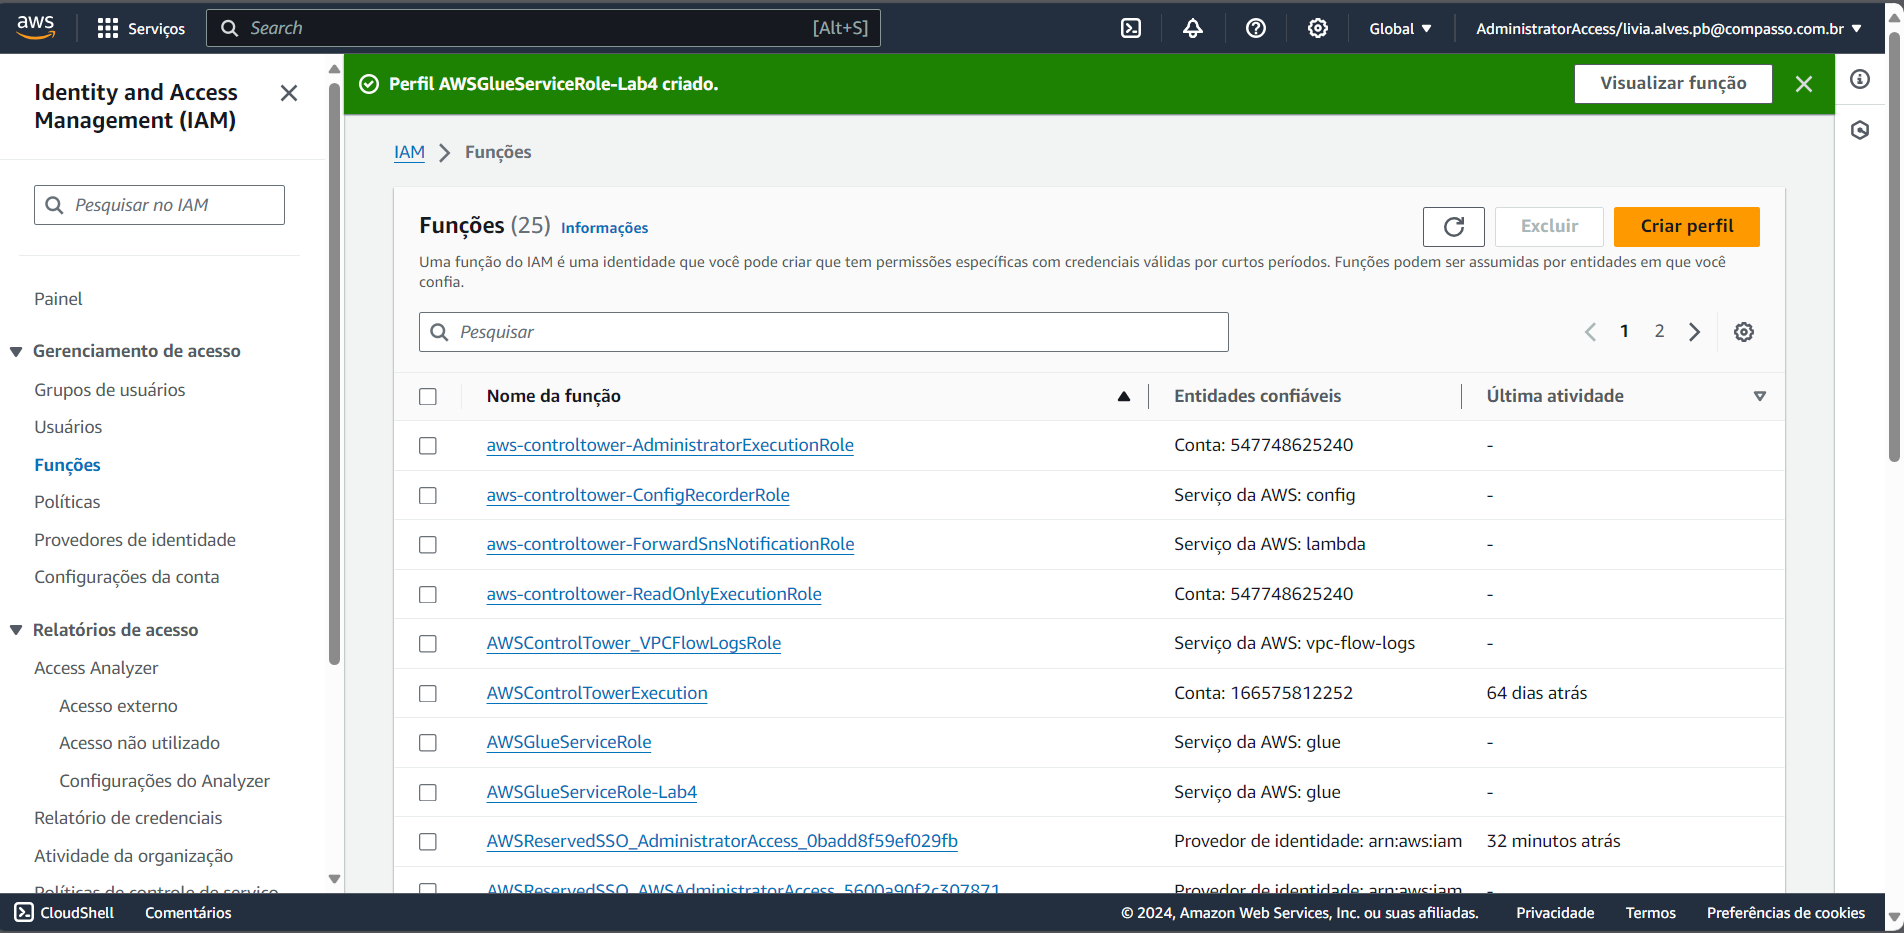 aws
Serviços
Search
[Alt+S]
Global
AdministratorAccess/livia.alves.pb@compasso.com.br
Identity and Access
Management (IAM)
Pesquisar no IAM
Painel
Gerenciamento de acesso
Grupos de usuários
Usuários
Funções
Políticas
Provedores de identidade
Configurações da conta
Relatórios de acesso
Access Analyzer
Acesso externo
Acesso não utilizado
Configurações do Analyzer
Relatório de credenciais
Atividade da organização
Políticas de controle de serviço
Perfil AWSGlueServiceRole-Lab4 criado.
Visualizar função
IAM
Funções
Funções (25) Informações
Excluir
Criar perfil
Uma função do IAM é uma identidade que você pode criar que tem permissões específicas com credenciais válidas por curtos períodos. Funções podem ser assumidas por entidades em que você
confia.
Pesquisar
1
2
Nome da função Entidades confiáveis Última atividade
aws-controltower-AdministratorExecutionRole Conta: 547748625240 -
aws-controltower-ConfigRecorderRole Serviço da AWS: config -
aws-controltower-ForwardSnsNotificationRole Serviço da AWS: lambda -
aws-controltower-ReadOnlyExecutionRole Conta: 547748625240 -
AWSControlTower_VPCFlowLogsRole Serviço da AWS: vpc-flow-logs -
AWSControlTowerExecution Conta: 166575812252 64 dias atrás
AWSGlueServiceRole Serviço da AWS: glue -
AWSGlueServiceRole-Lab4 Serviço da AWS: glue -
AWSReservedSSO_AdministratorAccess_0badd8f59ef029fb Provedor de identidade: arn:aws:iam 32 minutos atrás
AWSReservedSSO_AWSAdministratorAccess_5600a90f2c307871 Provedor de identidade: arn:aws:iam -
CloudShell
Comentários
© 2024, Amazon Web Services, Inc. ou suas afiliadas.
Privacidade
Termos
Preferências de cookies